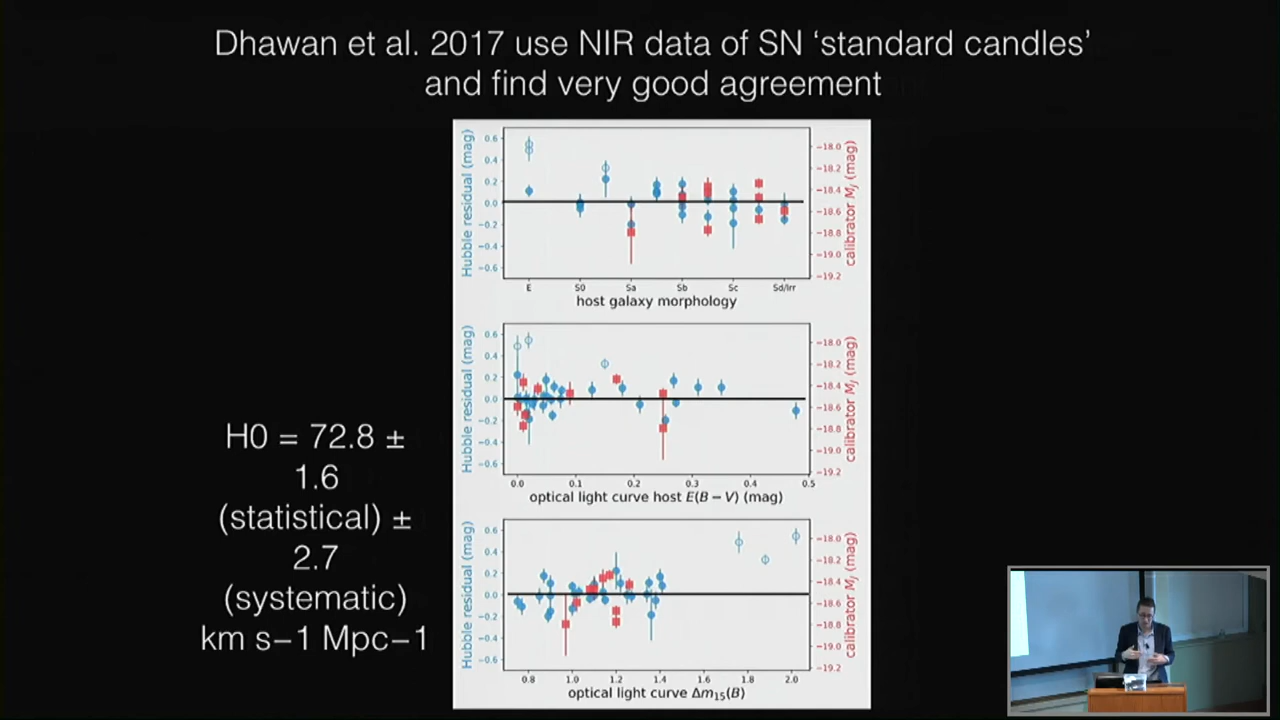 Dhawan et al. 2017 use NIR data of SN ‘standard candles’
and find very good agreement
Hubble residual (mag)
0.6
0.4
0.2
0.0
−0.2
−0.4
−0.6
−18.0
−18.2
−18.4
−18.6
−18.8
−19.0
−19.2
calibrator M_J (mag)
E S0 Sa Sb Sc Sd/Irr
host galaxy morphology
Hubble residual (mag)
0.6
0.4
0.2
0.0
−0.2
−0.4
−0.6
−18.0
−18.2
−18.4
−18.6
−18.8
−19.0
−19.2
calibrator M_J (mag)
0.0 0.1 0.2 0.3 0.4 0.5
optical light curve host E(B − V) (mag)
Hubble residual (mag)
0.6
0.4
0.2
0.0
−0.2
−0.4
−0.6
−18.0
−18.2
−18.4
−18.6
−18.8
−19.0
−19.2
calibrator M_J (mag)
0.8 1.0 1.2 1.4 1.6 1.8 2.0
optical light curve Δm₁₅(B)
H0 = 72.8 ±
1.6
(statistical) ±
2.7
(systematic)
km s−1 Mpc−1